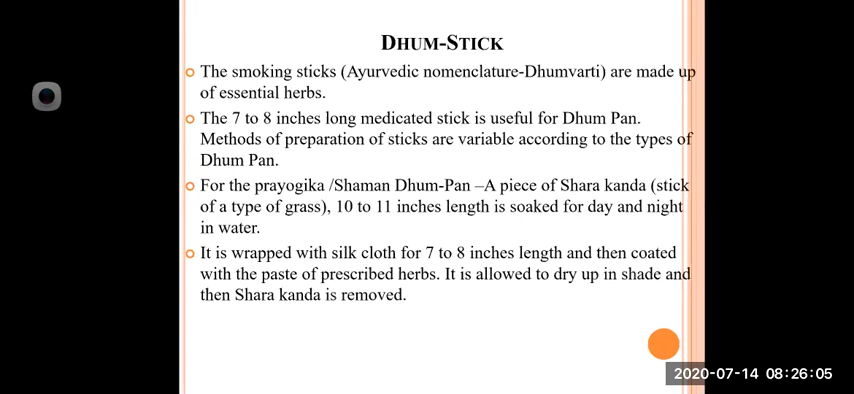 DHUM-STICK
The smoking sticks (Ayurvedic nomenclature-Dhumvarti) are made up
of essential herbs.
The 7 to 8 inches long medicated stick is useful for Dhum Pan.
Methods of preparation of sticks are variable according to the types of
Dhum Pan.
For the prayogika /Shaman Dhum-Pan –A piece of Shara kanda (stick
of a type of grass), 10 to 11 inches length is soaked for day and night
in water.
It is wrapped with silk cloth for 7 to 8 inches length and then coated
with the paste of prescribed herbs. It is allowed to dry up in shade and
then Shara kanda is removed.
2020-07-14 08:26:05